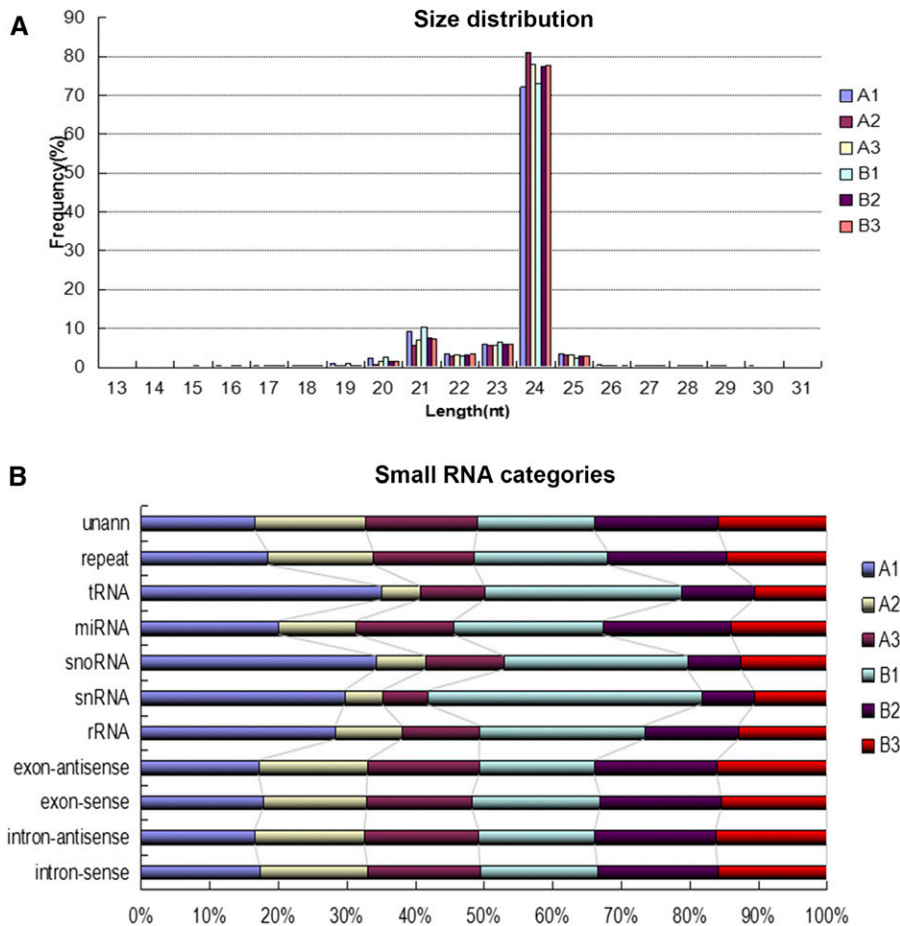 A
Size distribution
90
80
70
60
50
40
30
20
10
0
Frequency(%)
13 14 15 16 17 18 19 20 21 22 23 24 25 26 27 28 29 30 31
Length(nt)
A1
A2
A3
B1
B2
B3
B
Small RNA categories
unann
repeat
tRNA
miRNA
snoRNA
snRNA
rRNA
exon-antisense
exon-sense
intron-antisense
intron-sense
0% 10% 20% 30% 40% 50% 60% 70% 80% 90% 100%
A1
A2
A3
B1
B2
B3